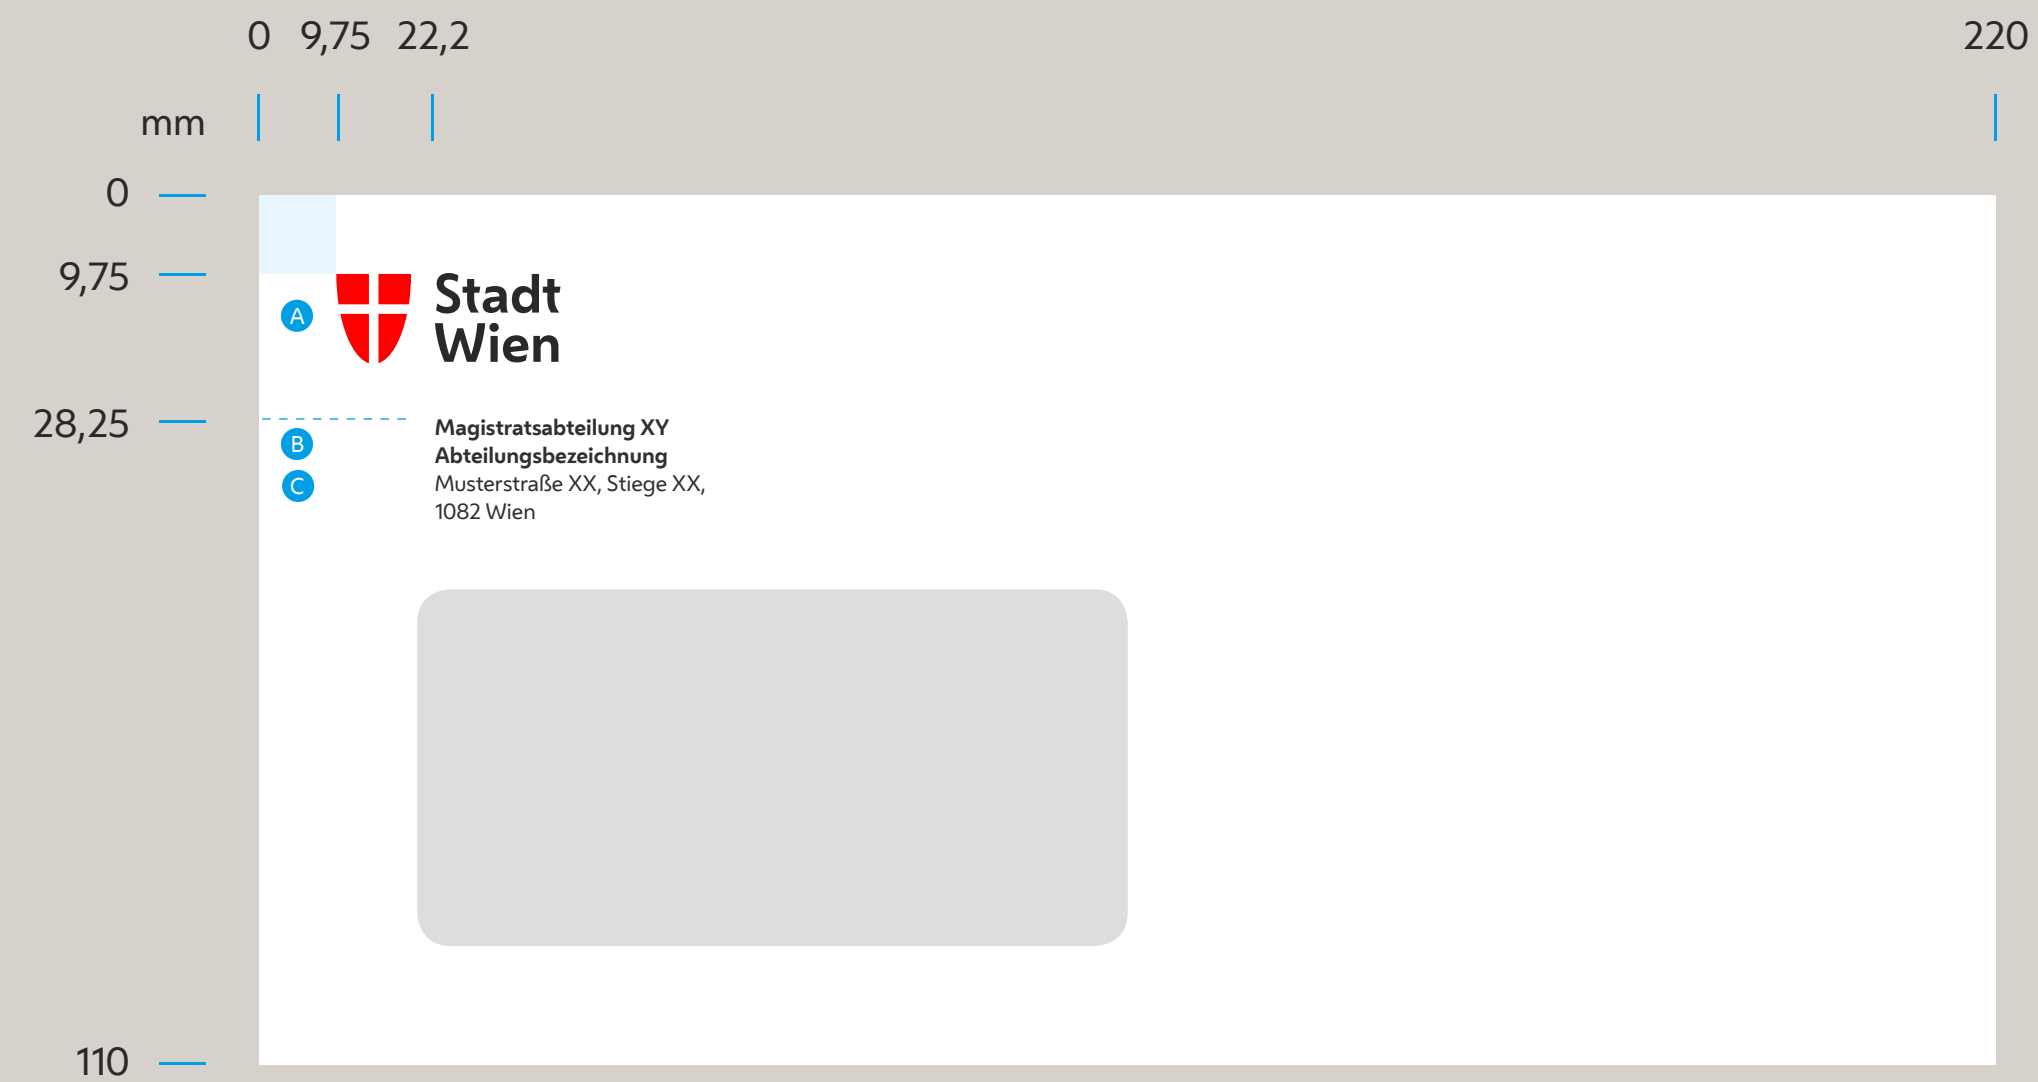 0 9,75 22,2 220
mm
0
9,75
A
Stadt
Wien
28,25
Magistratsabteilung XY
B
Abteilungsbezeichnung
C
Musterstraße XX, Stiege XX,
1082 Wien
110